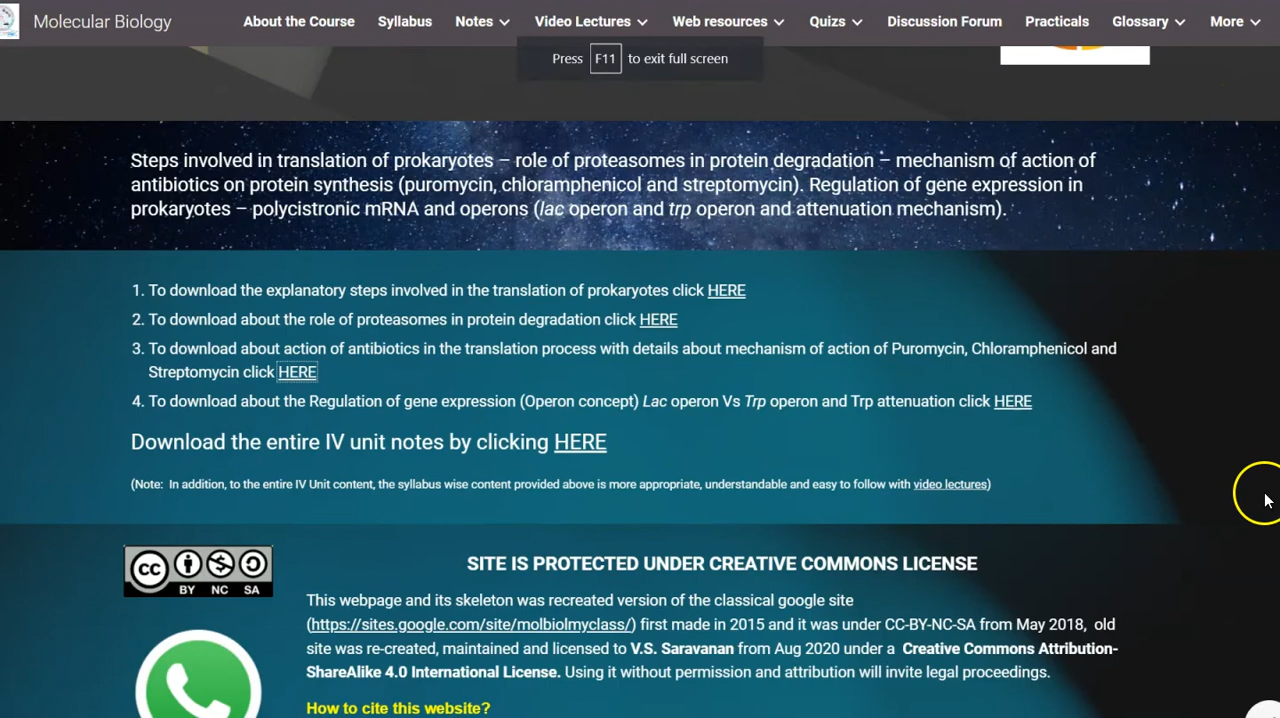 Molecular Biology
About the Course
Syllabus
Notes
Video Lectures
Web resources
Quizs
Discussion Forum
Practicals
Glossary
More
Press F11 to exit full screen
Steps involved in translation of prokaryotes – role of proteasomes in protein degradation – mechanism of action of
antibiotics on protein synthesis (puromycin, chloramphenicol and streptomycin). Regulation of gene expression in
prokaryotes – polycistronic mRNA and operons (lac operon and trp operon and attenuation mechanism).
1. To download the explanatory steps involved in the translation of prokaryotes click HERE
2. To download about the role of proteasomes in protein degradation click HERE
3. To download about action of antibiotics in the translation process with details about mechanism of action of Puromycin, Chloramphenicol and
Streptomycin click HERE
4. To download about the Regulation of gene expression (Operon concept) Lac operon Vs Trp operon and Trp attenuation click HERE
Download the entire IV unit notes by clicking HERE
(Note: In addition, to the entire IV Unit content, the syllabus wise content provided above is more appropriate, understandable and easy to follow with video lectures)
cc
BY NC SA
SITE IS PROTECTED UNDER CREATIVE COMMONS LICENSE
This webpage and its skeleton was recreated version of the classical google site
(https://sites.google.com/site/molbiolmyclass/) first made in 2015 and it was under CC-BY-NC-SA from May 2018, old
site was re-created, maintained and licensed to V.S. Saravanan from Aug 2020 under a Creative Commons Attribution-
ShareAlike 4.0 International License. Using it without permission and attribution will invite legal proceedings.
How to cite this website?